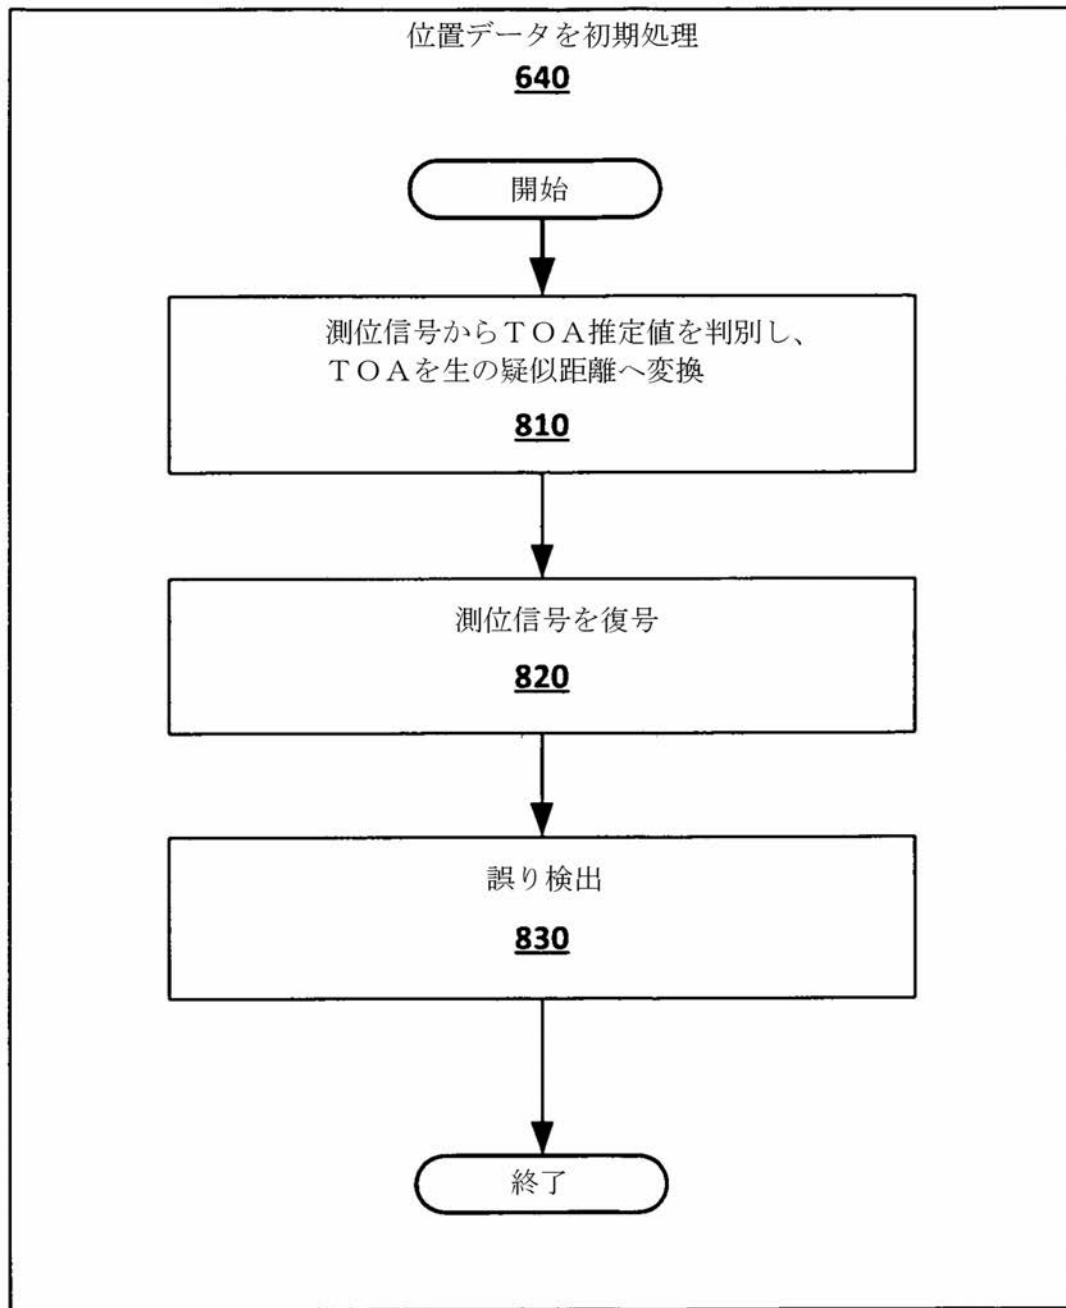 位置データを初期処理
640
開始
測位信号からＴＯＡ推定値を判別し、
ＴＯＡを生の疑似距離へ変換
810
測位信号を復号
820
誤り検出
830
終了